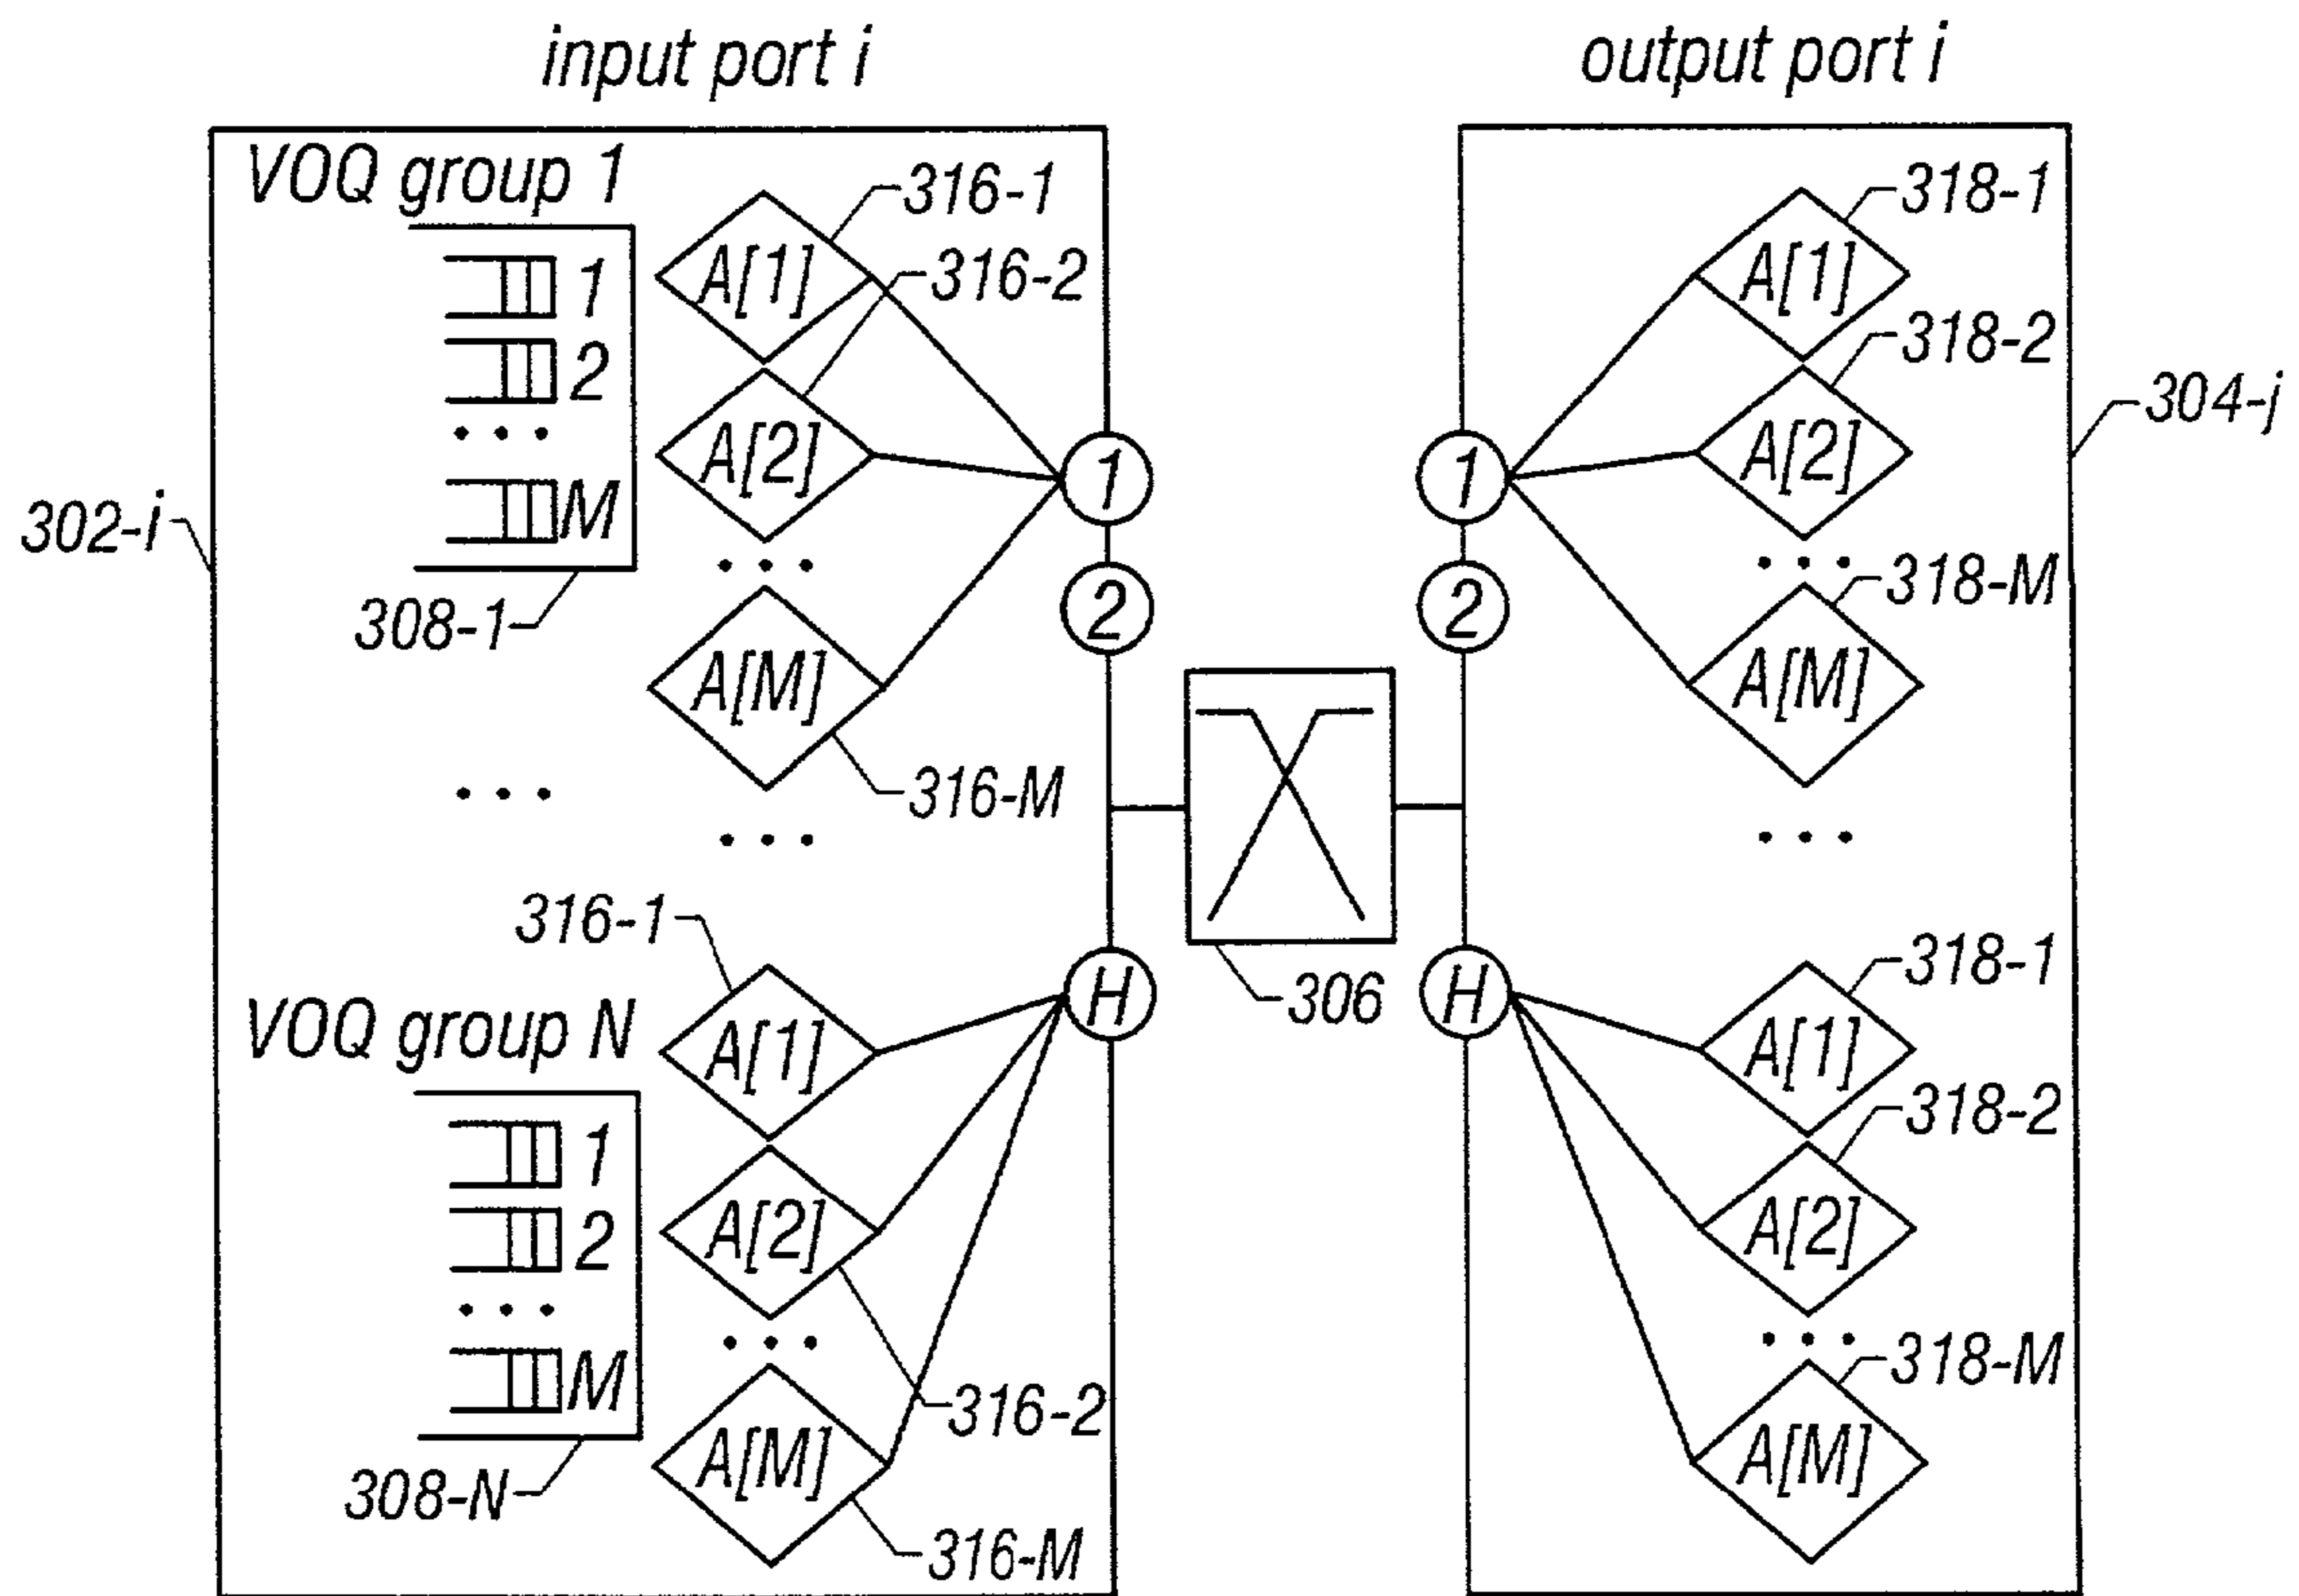 input port i
output port i
VOQ group 1
316-1
318-1
A[1]
A[1]
1
316-2
2
318-2
A[2]
A[2]
304-j
M
1
1
302-i
318-M
308-1
2
2
A[M]
A[M]
316-M
316-1
318-1
H
H
306
VOQ group N
A[1]
A[1]
318-2
1
2
A[2]
A[2]
318-M
M
316-2
A[M]
A[M]
308-N
316-M